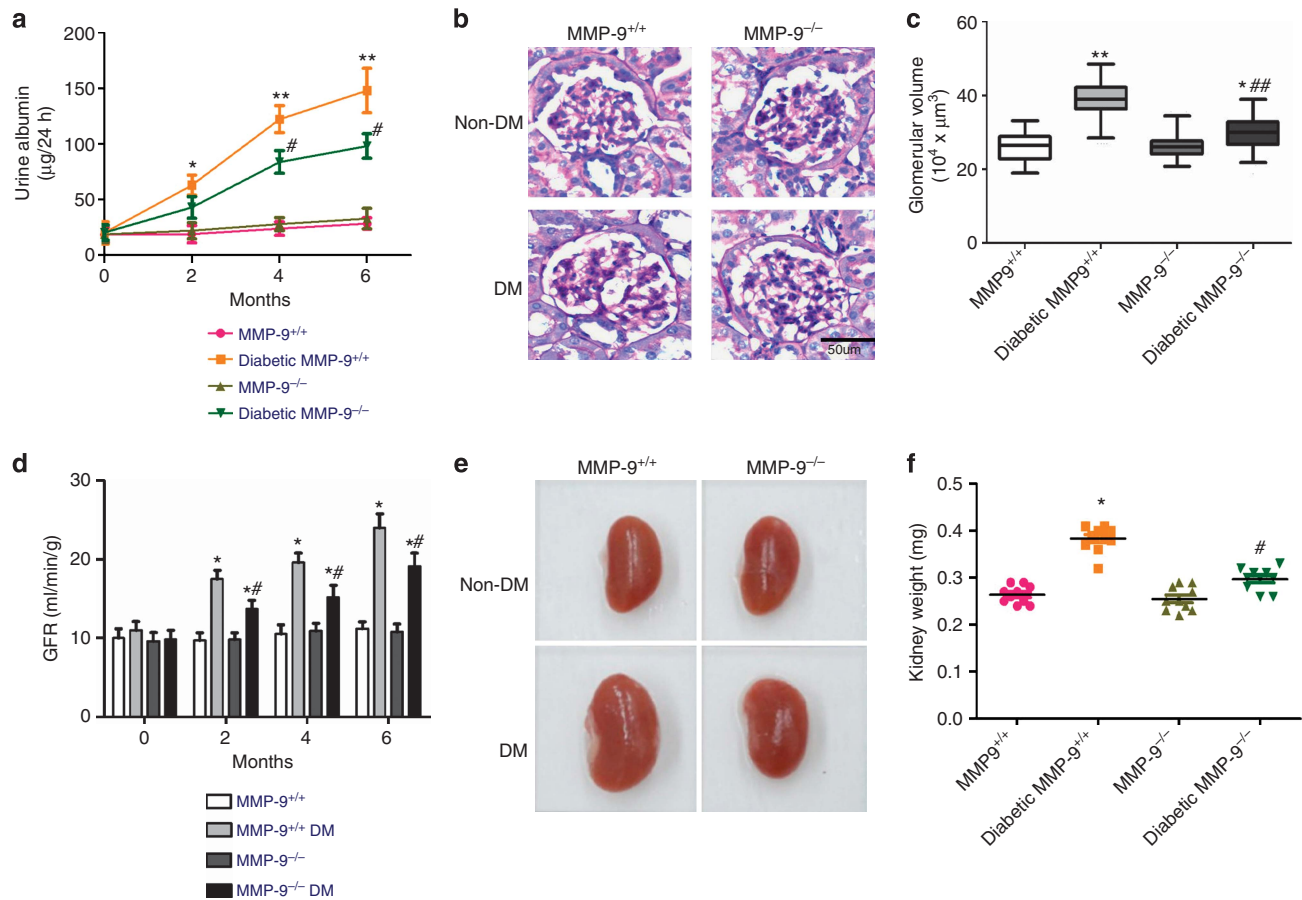 a
200
150
100
50
0
Urine albumin
(μg/24 h)
*
**
**
#
#
0 2 4 6
Months
MMP-9+/+
Diabetic MMP-9+/+
MMP-9–/–
Diabetic MMP-9–/–
b
MMP-9+/+ MMP-9–/–
Non-DM
DM
50um
c
60
40
20
0
Glomerular volume
(10⁴ x μm³)
**
* ##
MMP9+/+
Diabetic MMP9+/+
MMP-9–/–
Diabetic MMP-9–/–
d
30
20
10
0
GFR (ml/min/g)
*
*#
*
*#
*
*#
0 2 4 6
Months
MMP-9+/+
MMP-9+/+ DM
MMP-9–/–
MMP-9–/– DM
e
MMP-9+/+ MMP-9–/–
Non-DM
DM
f
0.5
0.4
0.3
0.2
0.1
0.0
Kidney weight (mg)
*
#
MMP9+/+
Diabetic MMP-9+/+
MMP-9–/–
Diabetic MMP-9–/–